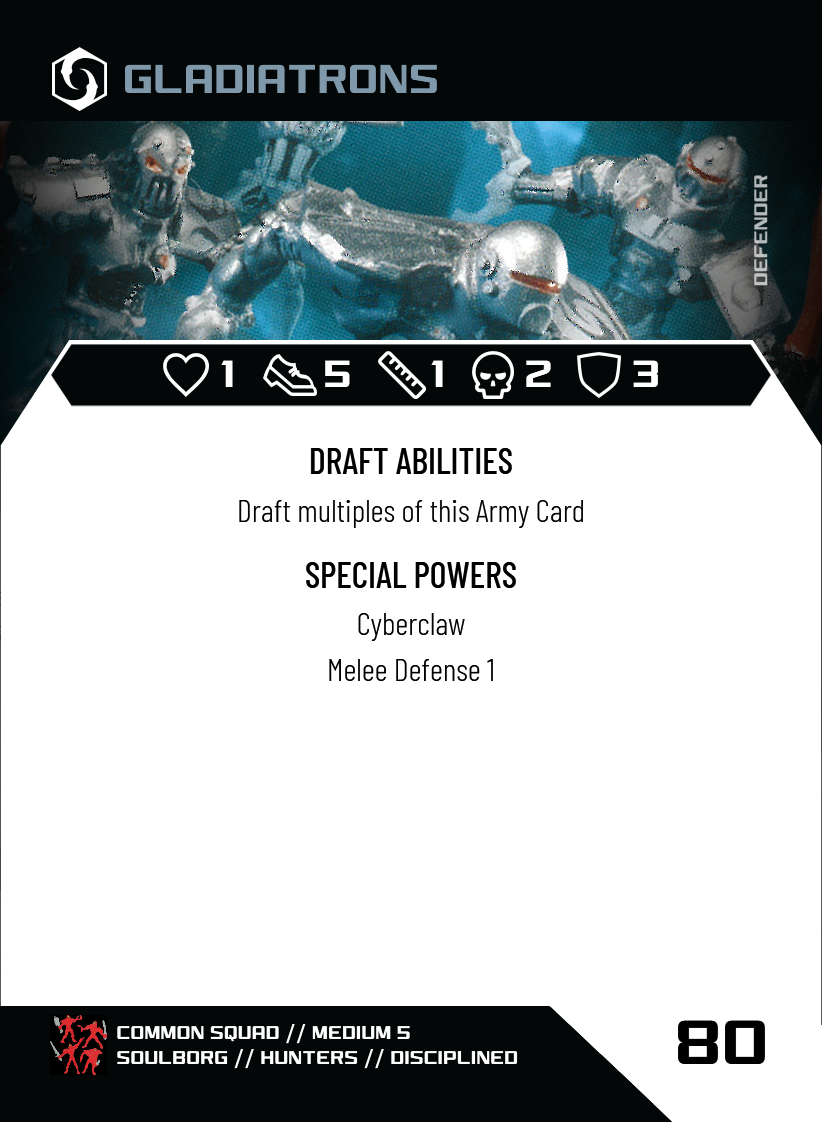 GLADIATRONS
DEFENDER
1 5 1 2 3
DRAFT ABILITIES
Draft multiples of this Army Card
SPECIAL POWERS
Cyberclaw
Melee Defense 1
COMMON SQUAD // MEDIUM 5
SOULBORG // HUNTERS // DISCIPLINED
80